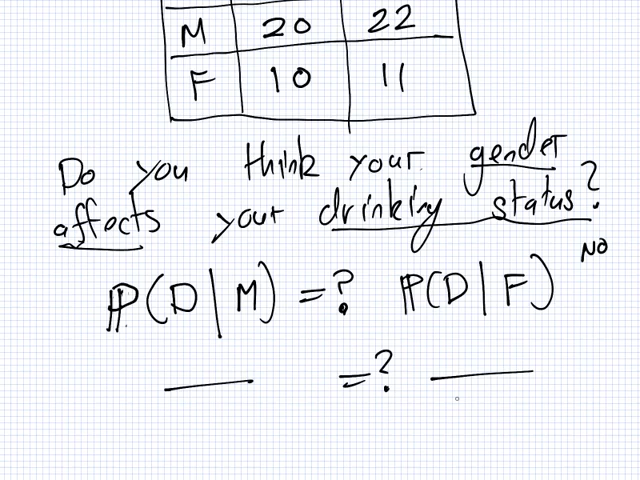 M 20 22
F 10 11
Do you think your gender
affects your drinking status?
NO
P(D|M) =? P(D|F)
=?